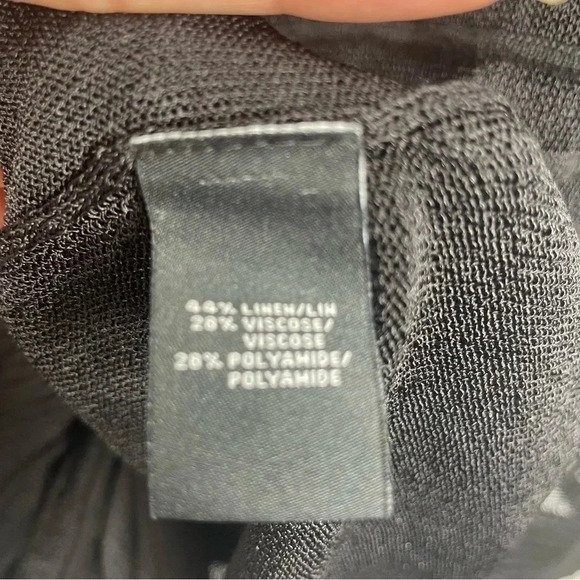 44% LINEN/LIN
28% VISCOSE/
VISCOSE
28% POLYAMIDE/
POLYAMIDE